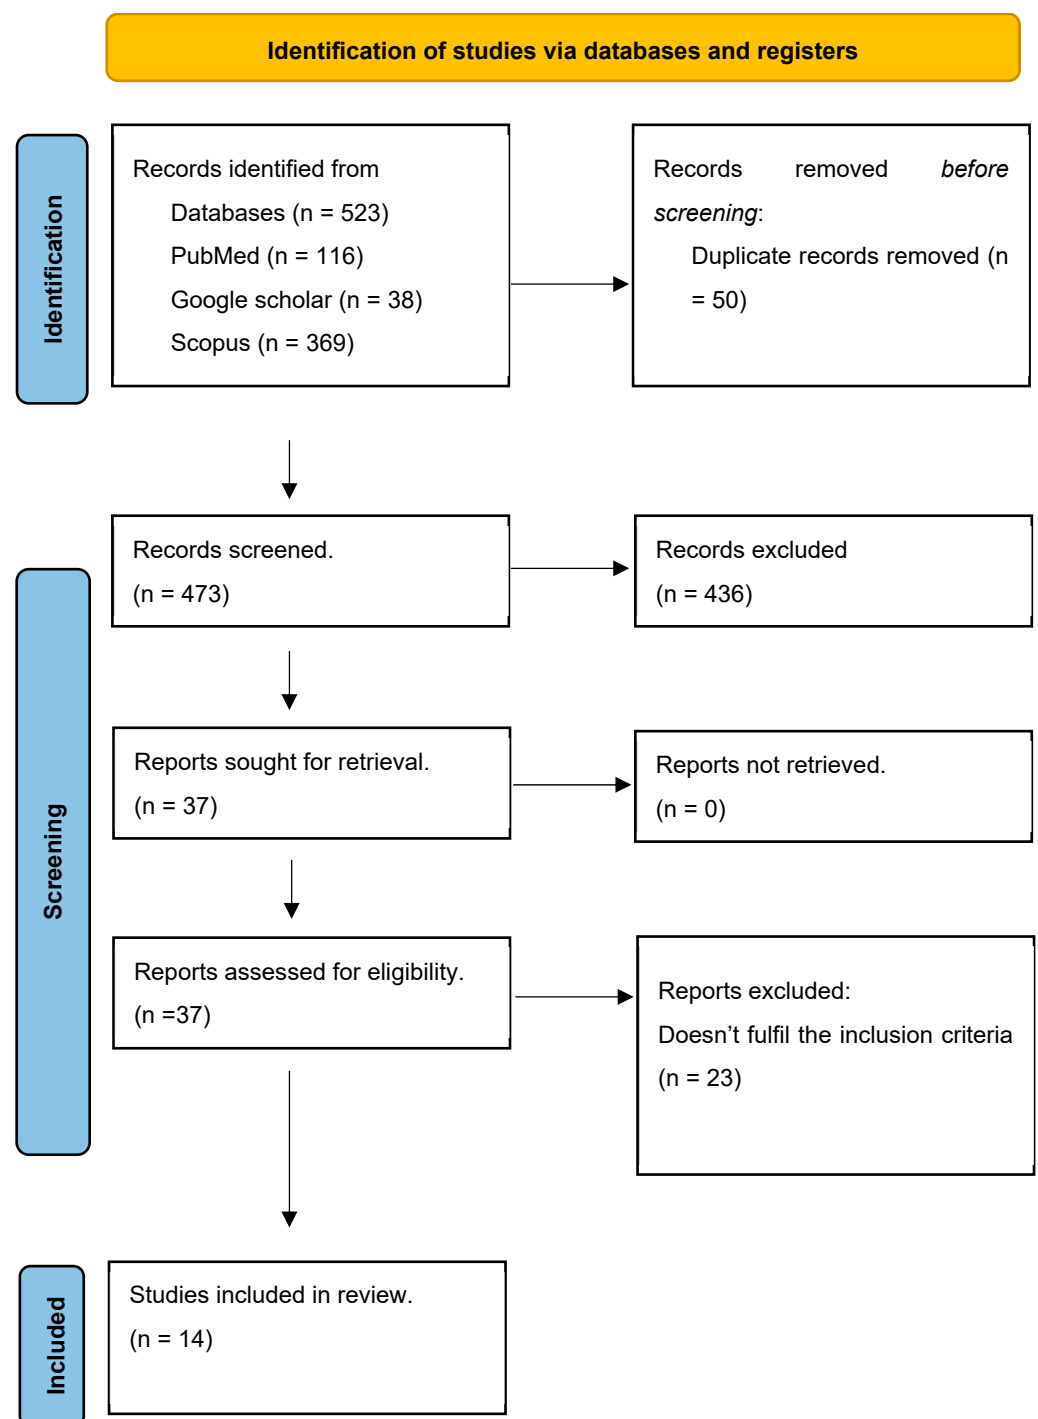 Identification of studies via databases and registers
Identification
Records identified from
Databases (n = 523)
PubMed (n = 116)
Google scholar (n = 38)
Scopus (n = 369)
Records removed before
screening:
Duplicate records removed (n
= 50)
Screening
Records screened.
(n = 473)
Records excluded
(n = 436)
Reports sought for retrieval.
(n = 37)
Reports not retrieved.
(n = 0)
Reports assessed for eligibility.
(n =37)
Reports excluded:
Doesn’t fulfil the inclusion criteria
(n = 23)
Included
Studies included in review.
(n = 14)